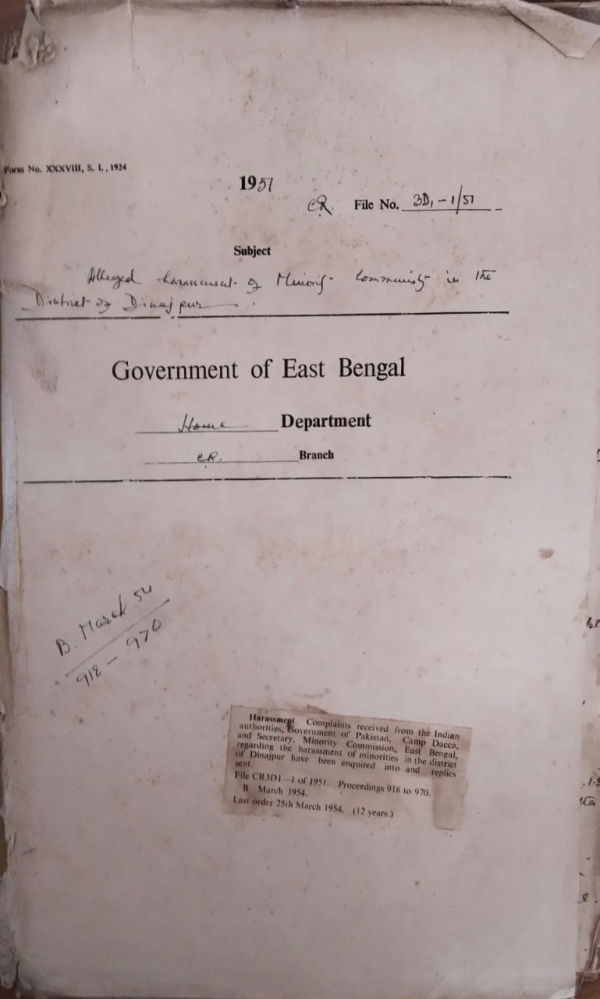 Form No. XXXVIII, S. I., 1924
1951
CR. File No. 3D1-1/51
Subject
Alleged harassment of Minority Community in the
District of Dinajpur.
Government of East Bengal
Home Department
CR. Branch
B. March 54
918 - 970
Harassment. Complaints received from the Indian
authorities, Government of Pakistan, Camp Dacca,
and Secretary, Minority Commission, East Bengal,
regarding the harassment of minorities in the district
of Dinajpur have been enquired into and replies
sent.
File CR3D1—1 of 1951. Proceedings 918 to 970.
B March 1954.
Last order 25th March 1954. (12 years.)